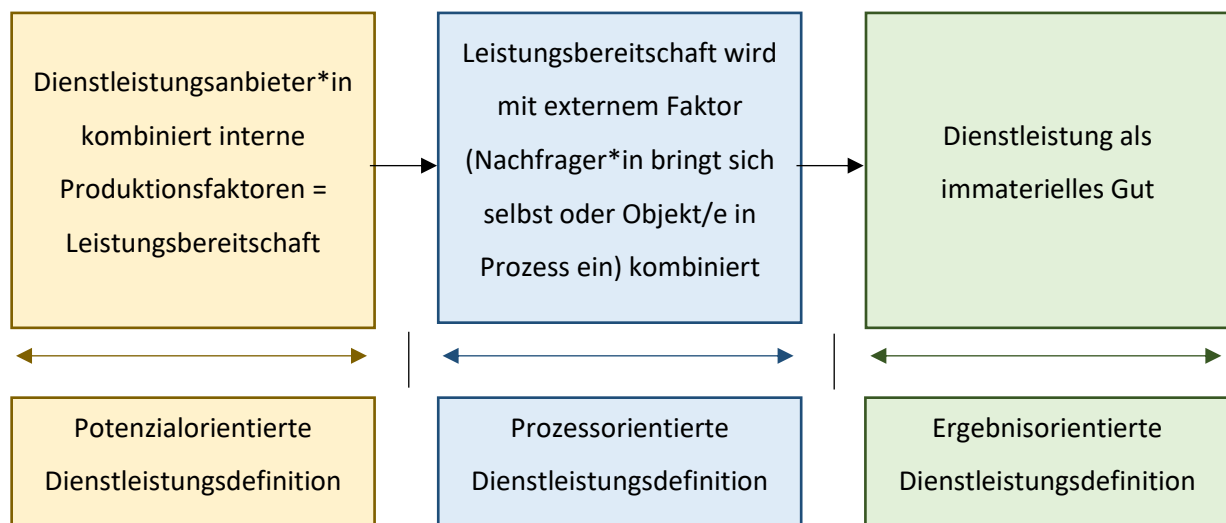 Dienstleistungsanbieter*in
kombiniert interne
Produktionsfaktoren =
Leistungsbereitschaft
Leistungsbereitschaft wird
mit externem Faktor
(Nachfrager*in bringt sich
selbst oder Objekt/e in
Prozess ein) kombiniert
Dienstleistung als
immaterielles Gut
Potenzialorientierte
Dienstleistungsdefinition
Prozessorientierte
Dienstleistungsdefinition
Ergebnisorientierte
Dienstleistungsdefinition